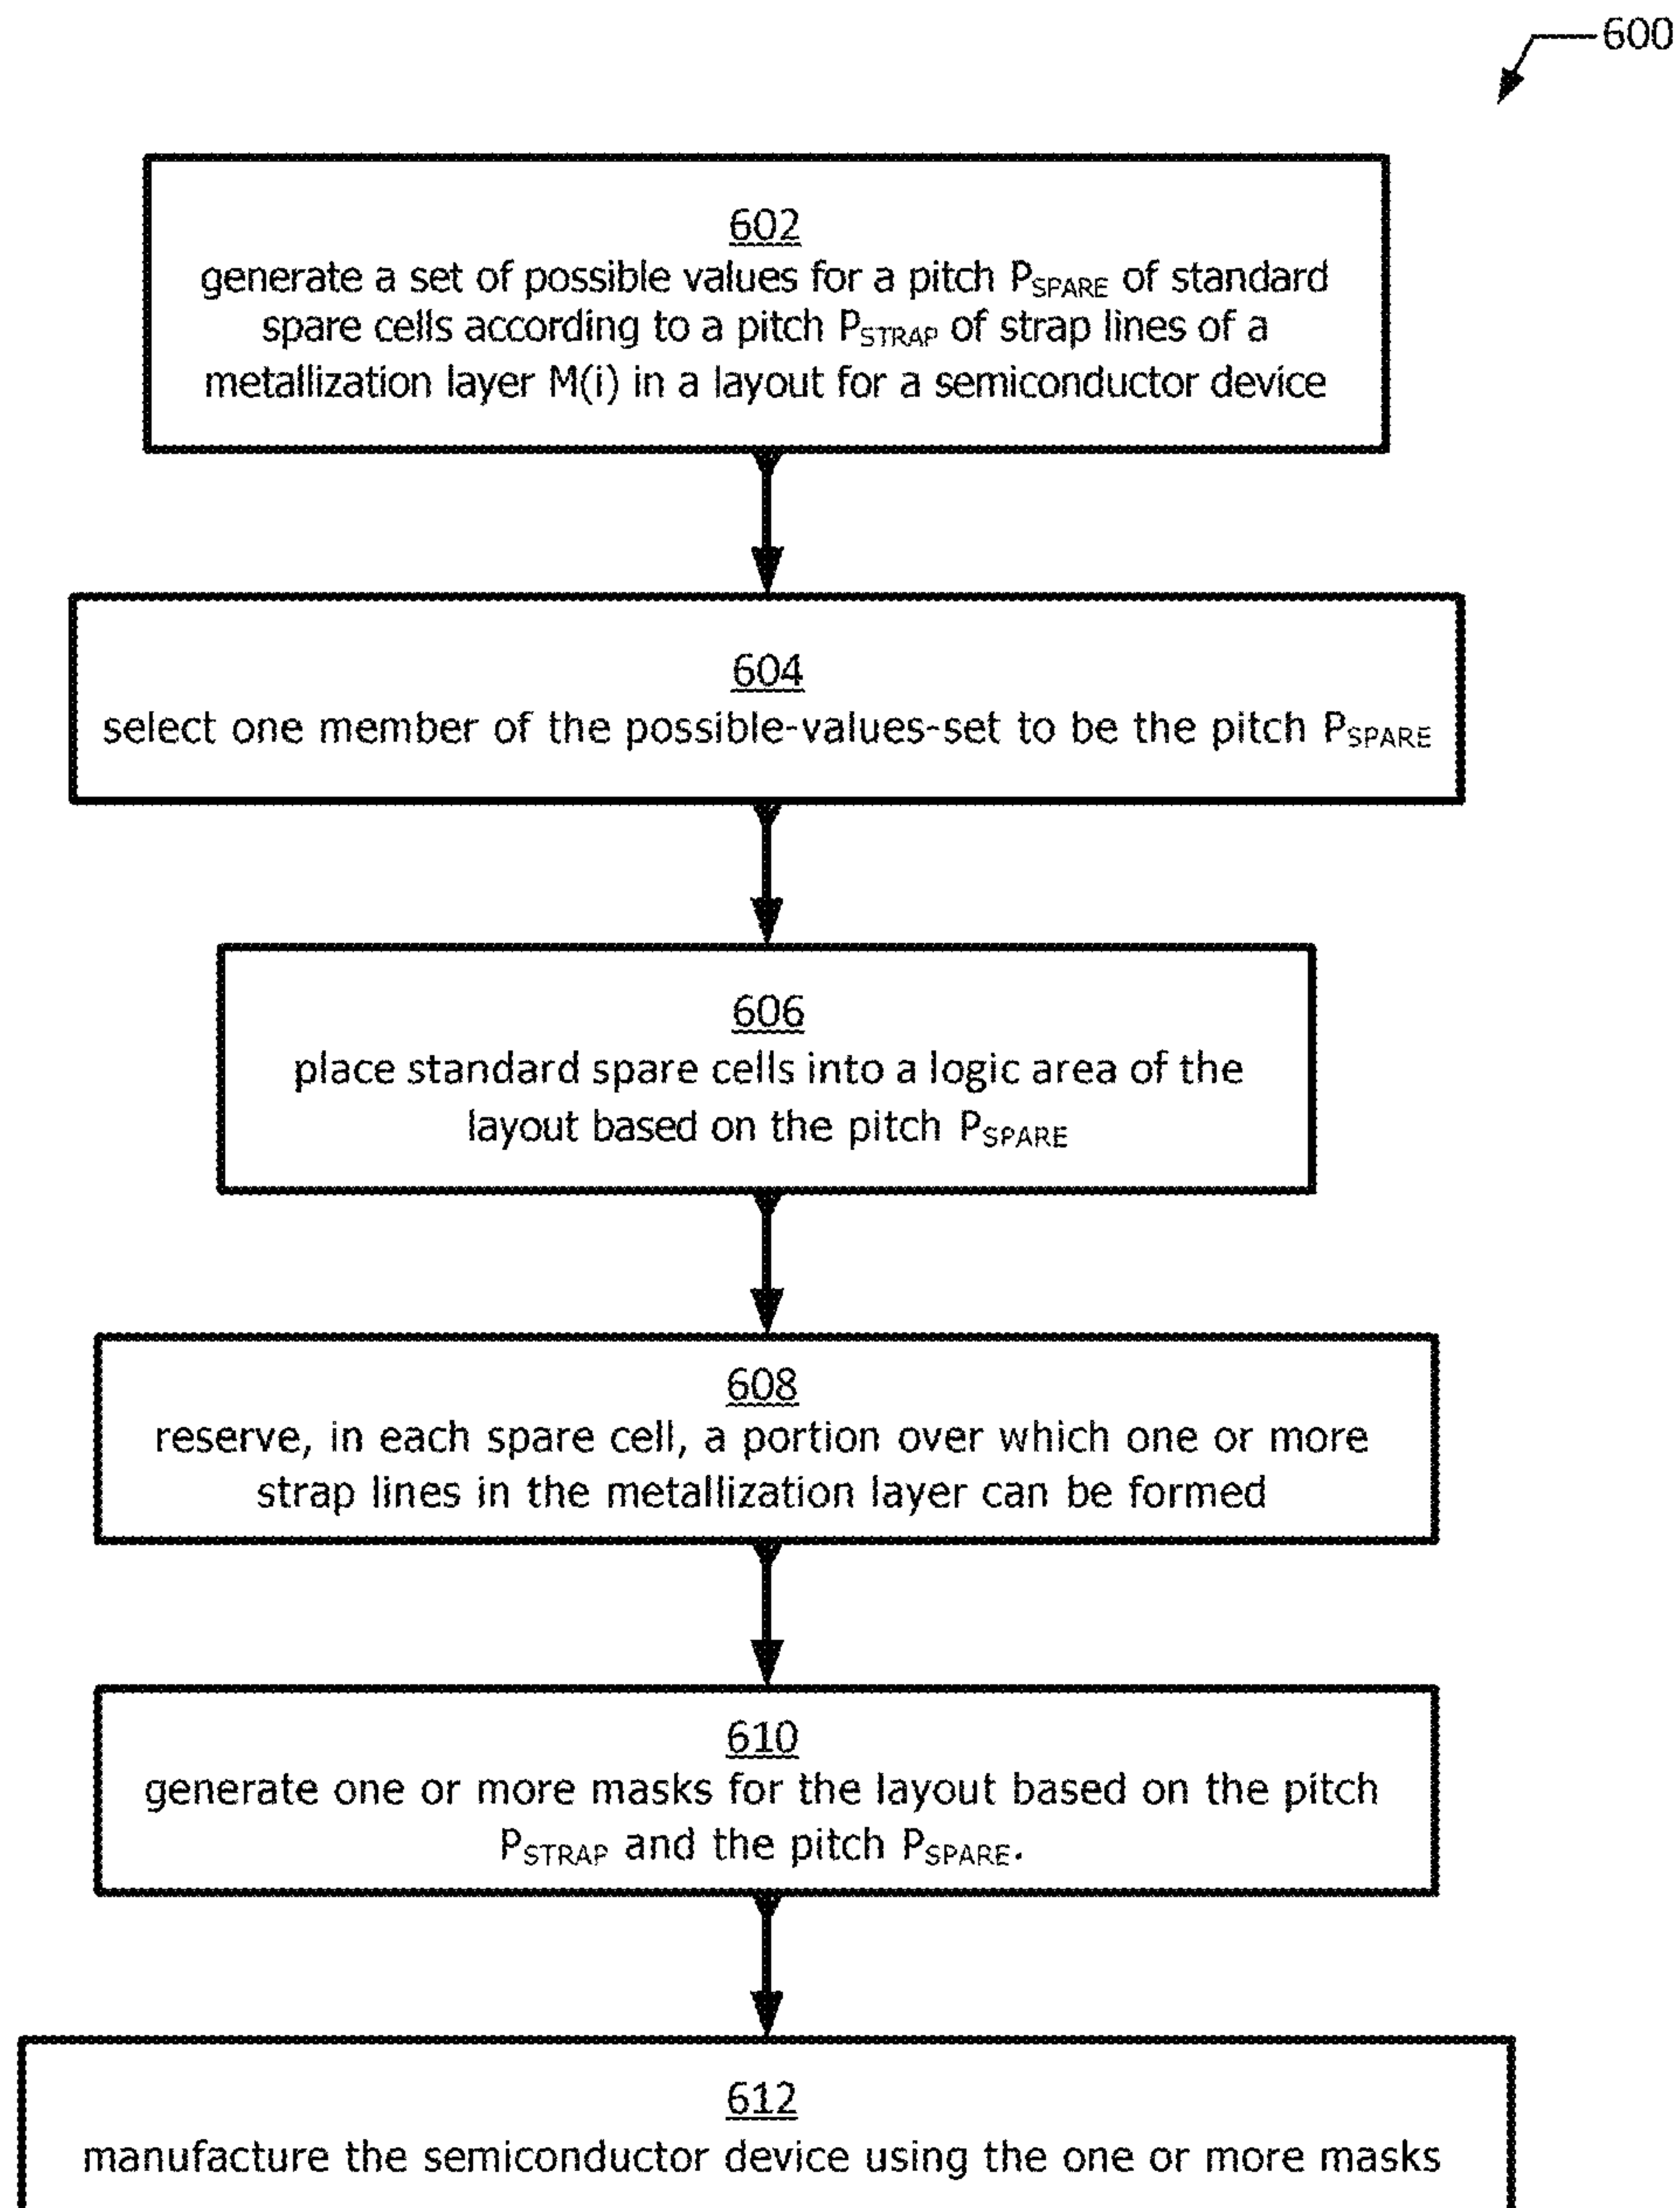 600
602
generate a set of possible values for a pitch PSPARE of standard
spare cells according to a pitch PSTRAP of strap lines of a
metallization layer M(i) in a layout for a semiconductor device
604
select one member of the possible-values-set to be the pitch PSPARE
606
place standard spare cells into a logic area of the
layout based on the pitch PSPARE
608
reserve, in each spare cell, a portion over which one or more
strap lines in the metallization layer can be formed
610
generate one or more masks for the layout based on the pitch
PSTRAP and the pitch PSPARE.
612
manufacture the semiconductor device using the one or more masks